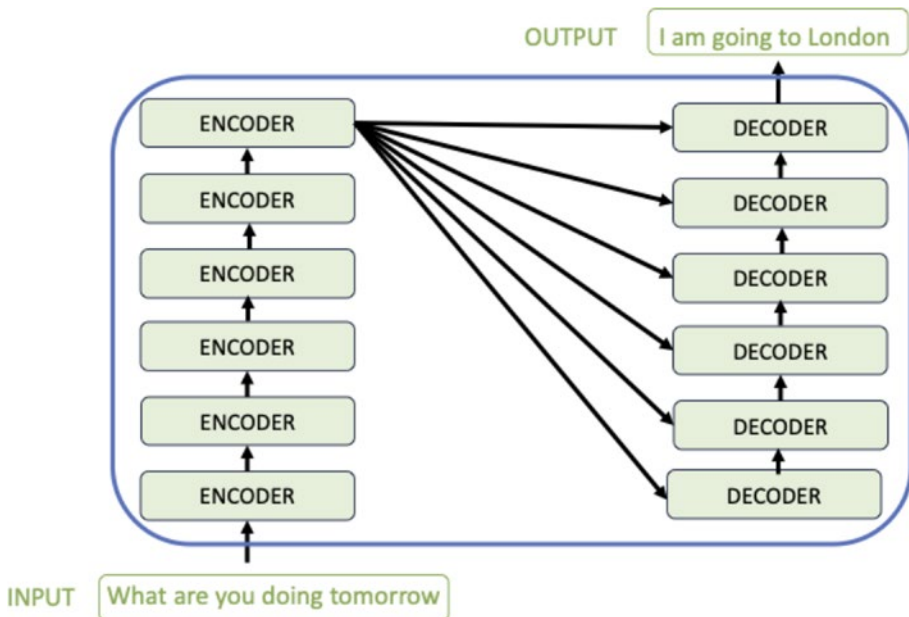 OUTPUT I am going to London
ENCODER
ENCODER
ENCODER
ENCODER
ENCODER
ENCODER
DECODER
DECODER
DECODER
DECODER
DECODER
DECODER
INPUT What are you doing tomorrow